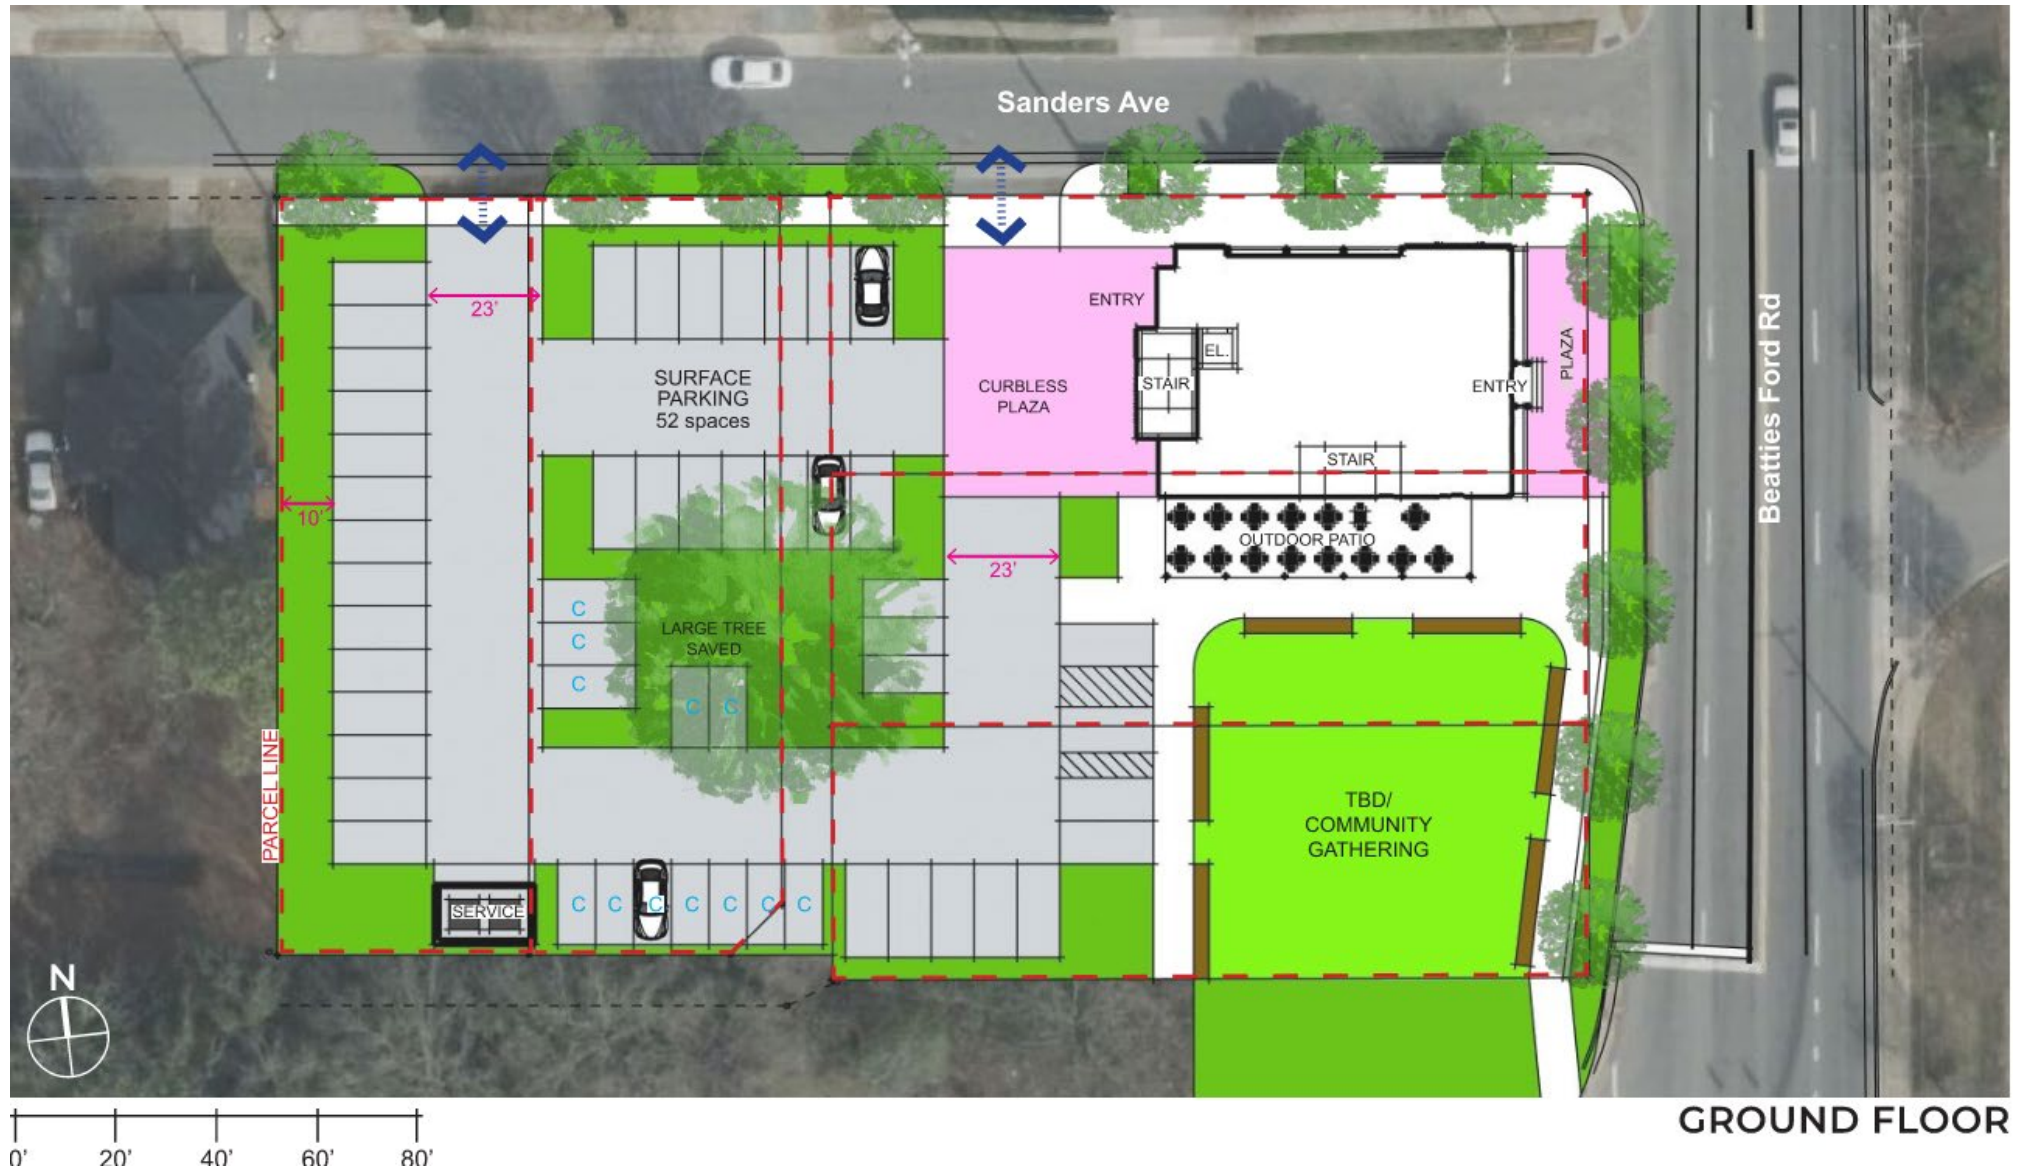 Sanders Ave
23'
ENTRY
EL.
PLAZA
SURFACE
PARKING
52 spaces
CURBLESS
PLAZA
STAIR
ENTRY
Beatties Ford Rd
STAIR
10'
OUTDOOR PATIO
23'
C
C
C
LARGE TREE
SAVED
C C
PARCEL LINE
TBD/
COMMUNITY
GATHERING
SERVICE
C C C C C C C
N
GROUND FLOOR
0' 20' 40' 60' 80'